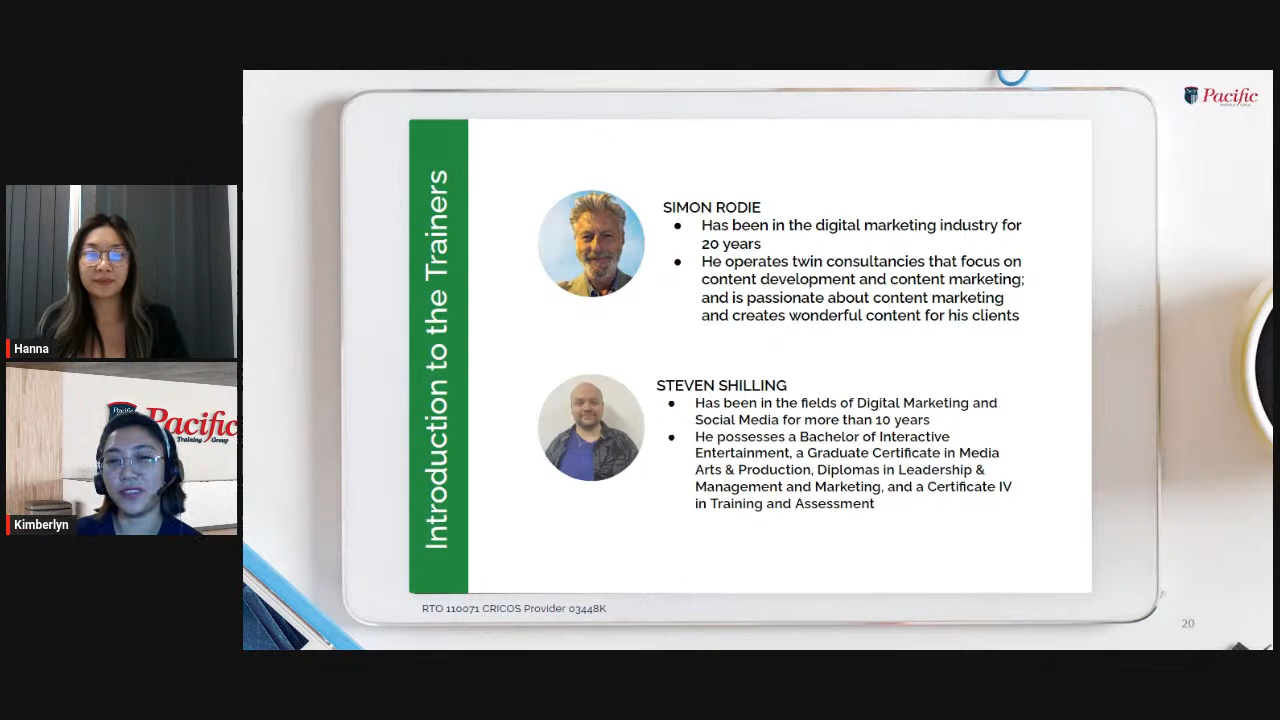 Pacific
Introduction to the Trainers
SIMON RODIE
● Has been in the digital marketing industry for
20 years
● He operates twin consultancies that focus on
content development and content marketing;
and is passionate about content marketing
and creates wonderful content for his clients
STEVEN SHILLING
● Has been in the fields of Digital Marketing and
Social Media for more than 10 years
● He possesses a Bachelor of Interactive
Entertainment, a Graduate Certificate in Media
Arts & Production, Diplomas in Leadership &
Management and Marketing, and a Certificate IV
in Training and Assessment
RTO 110071 CRICOS Provider 03448K
20
Hanna
Pacific
Training Group
Kimberlyn